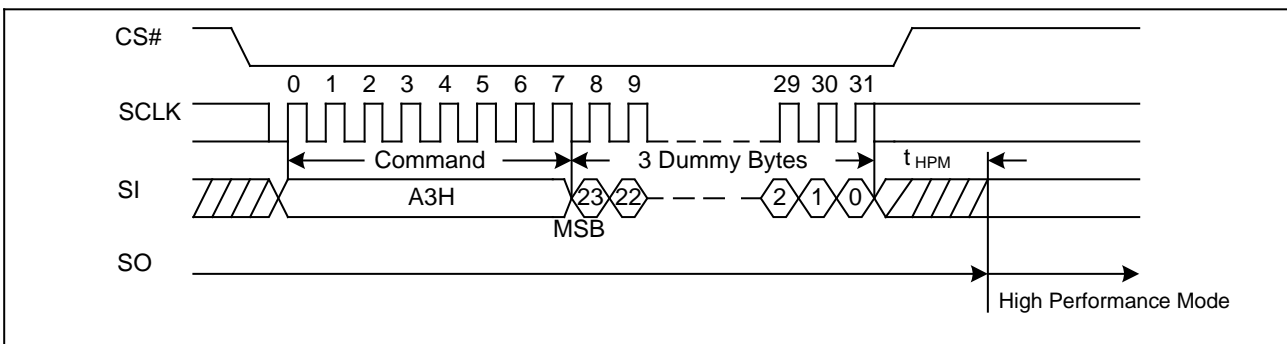 CS#
0 1 2 3 4 5 6 7 8 9 29 30 31
SCLK
Command 3 Dummy Bytes tHPM
SI A3H 23 22 2 1 0
MSB
SO
High Performance Mode